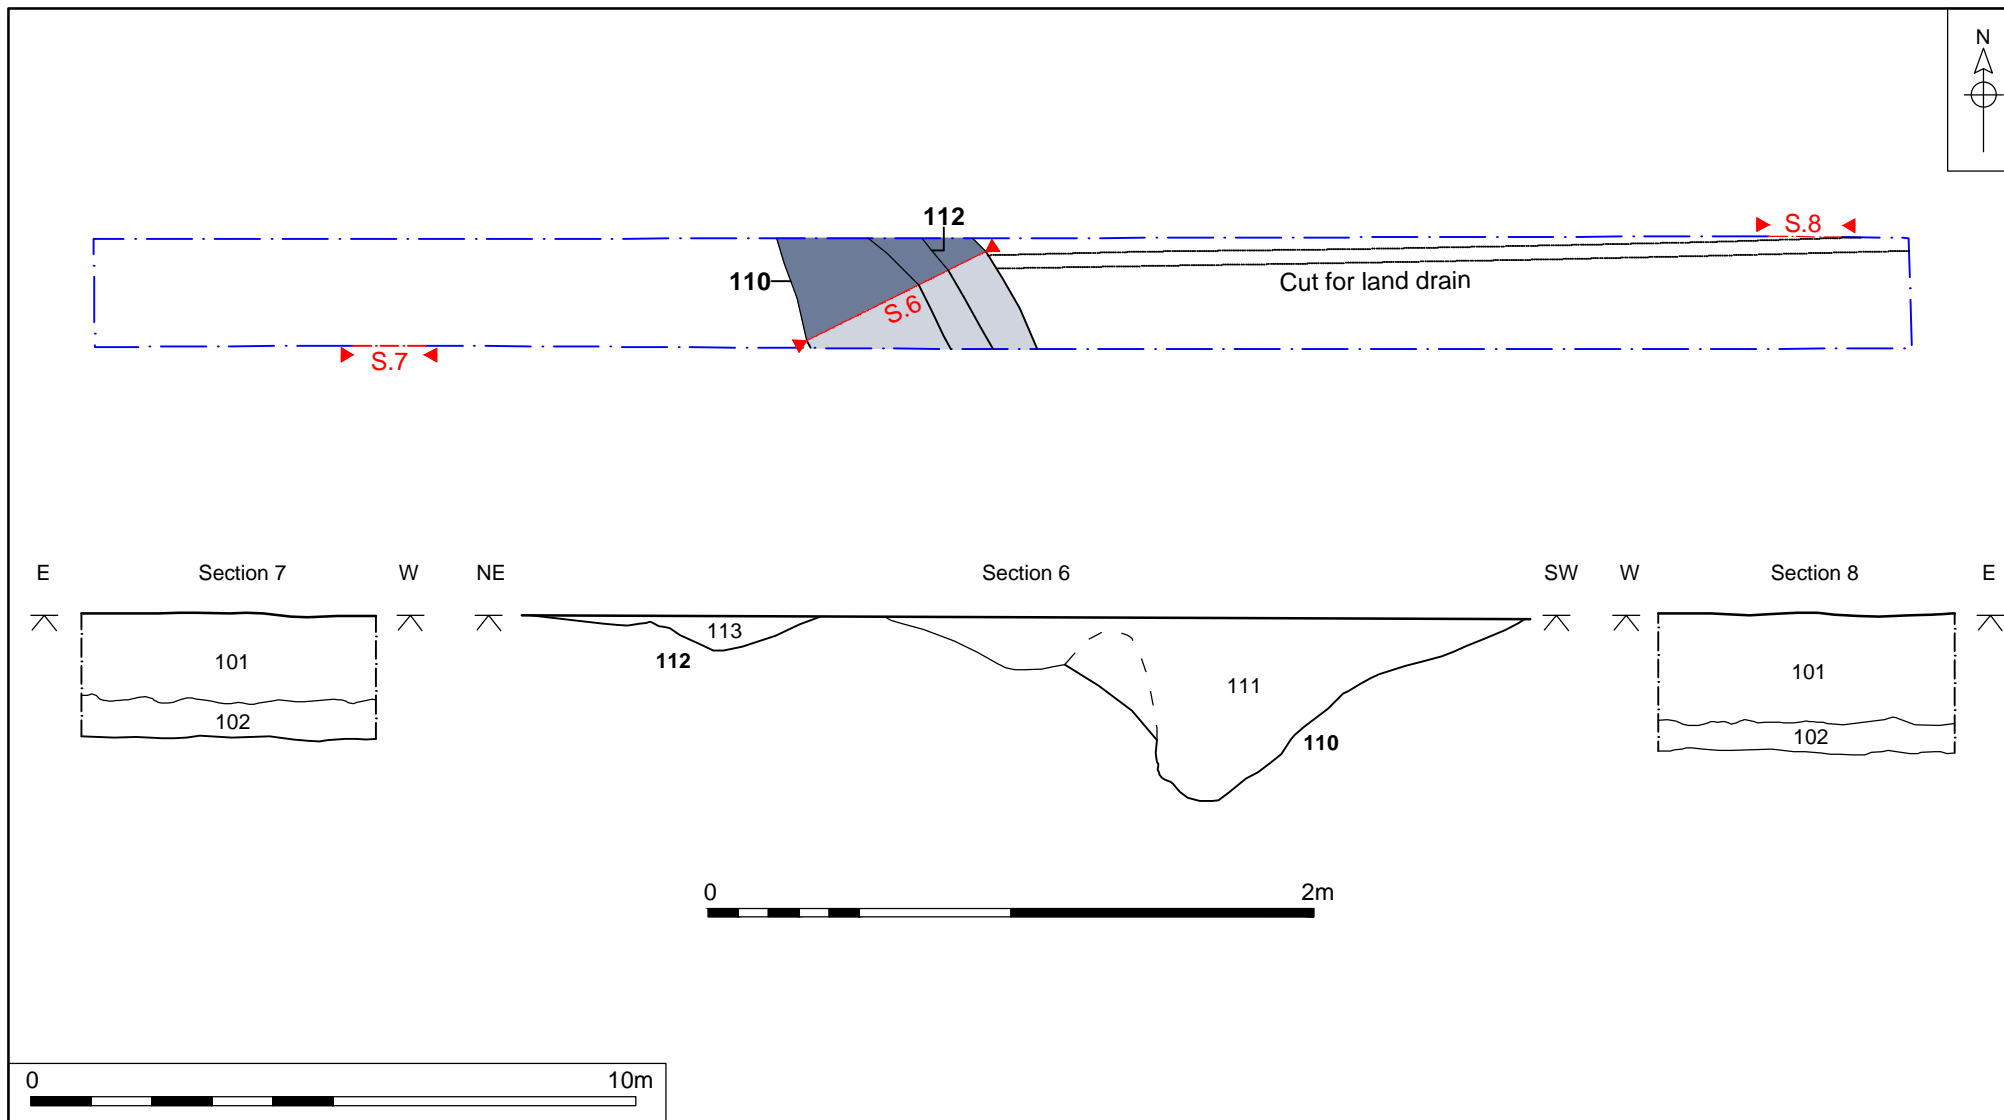 N
112
S.8
110
S.6
Cut for land drain
S.7
E Section 7 W NE Section 6 SW W Section 8 E
101
102
113
112
111
110
101
102
0 2m
0 10m